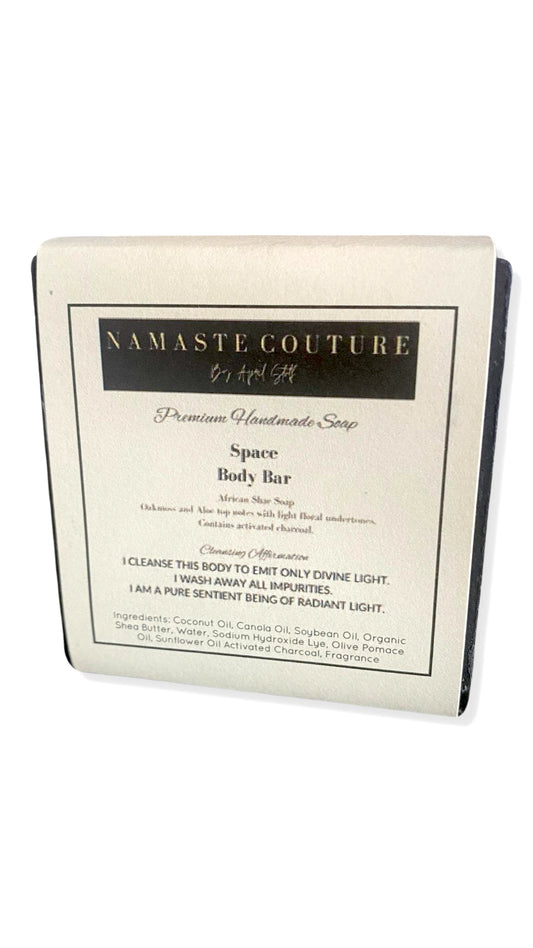 NAMASTE COUTURE
By April
Premium Handmade Soap
Space
Body Bar
African Shae Soap
Oakmoss and Aloe top notes with light floral undertones.
Contains activated charcoal.
Cleansing Affirmation
I CLEANSE THIS BODY TO EMIT ONLY DIVINE LIGHT.
I WASH AWAY ALL IMPURITIES.
I AM A PURE SENTIENT BEING OF RADIANT LIGHT.
Ingredients: Coconut Oil, Canola Oil, Soybean Oil, Organic
Shea Butter, Water, Sodium Hydroxide Lye, Olive Pomace
Oil, Sunflower Oil Activated Charcoal, Fragrance